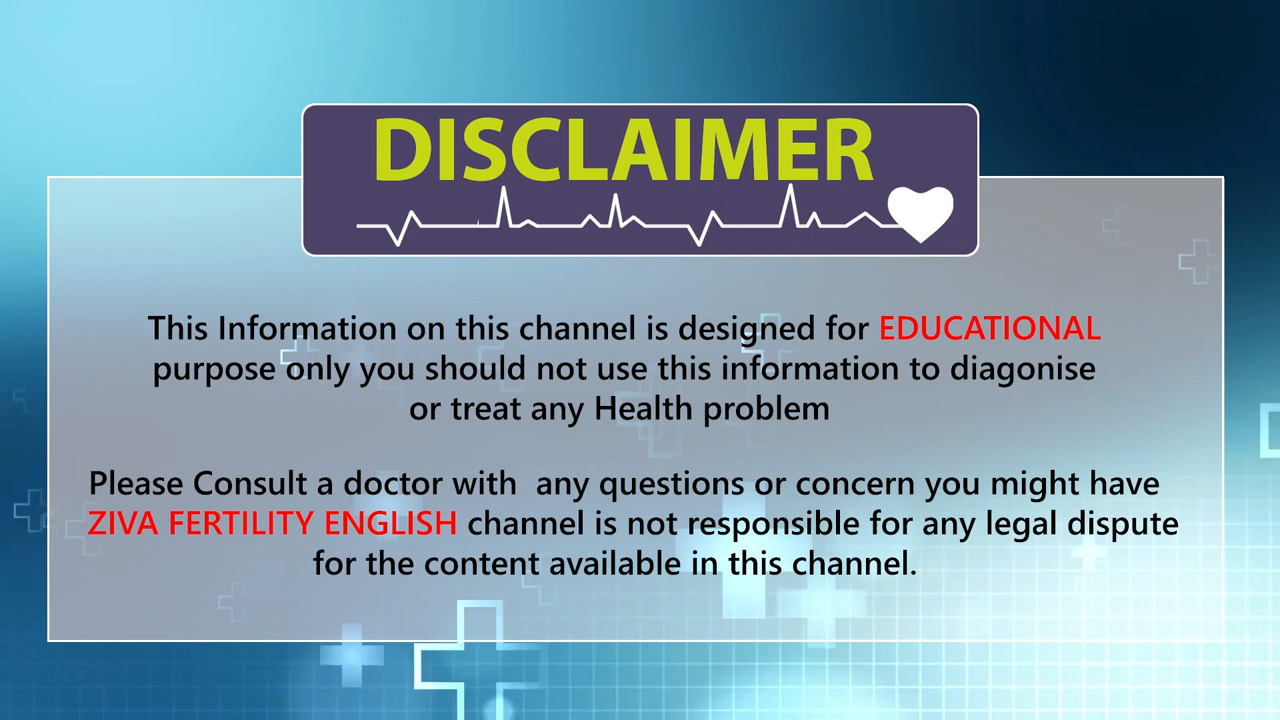 DISCLAIMER
This Information on this channel is designed for EDUCATIONAL
purpose only you should not use this information to diagonise
or treat any Health problem
Please Consult a doctor with  any questions or concern you might have
ZIVA FERTILITY ENGLISH channel is not responsible for any legal dispute
for the content available in this channel.